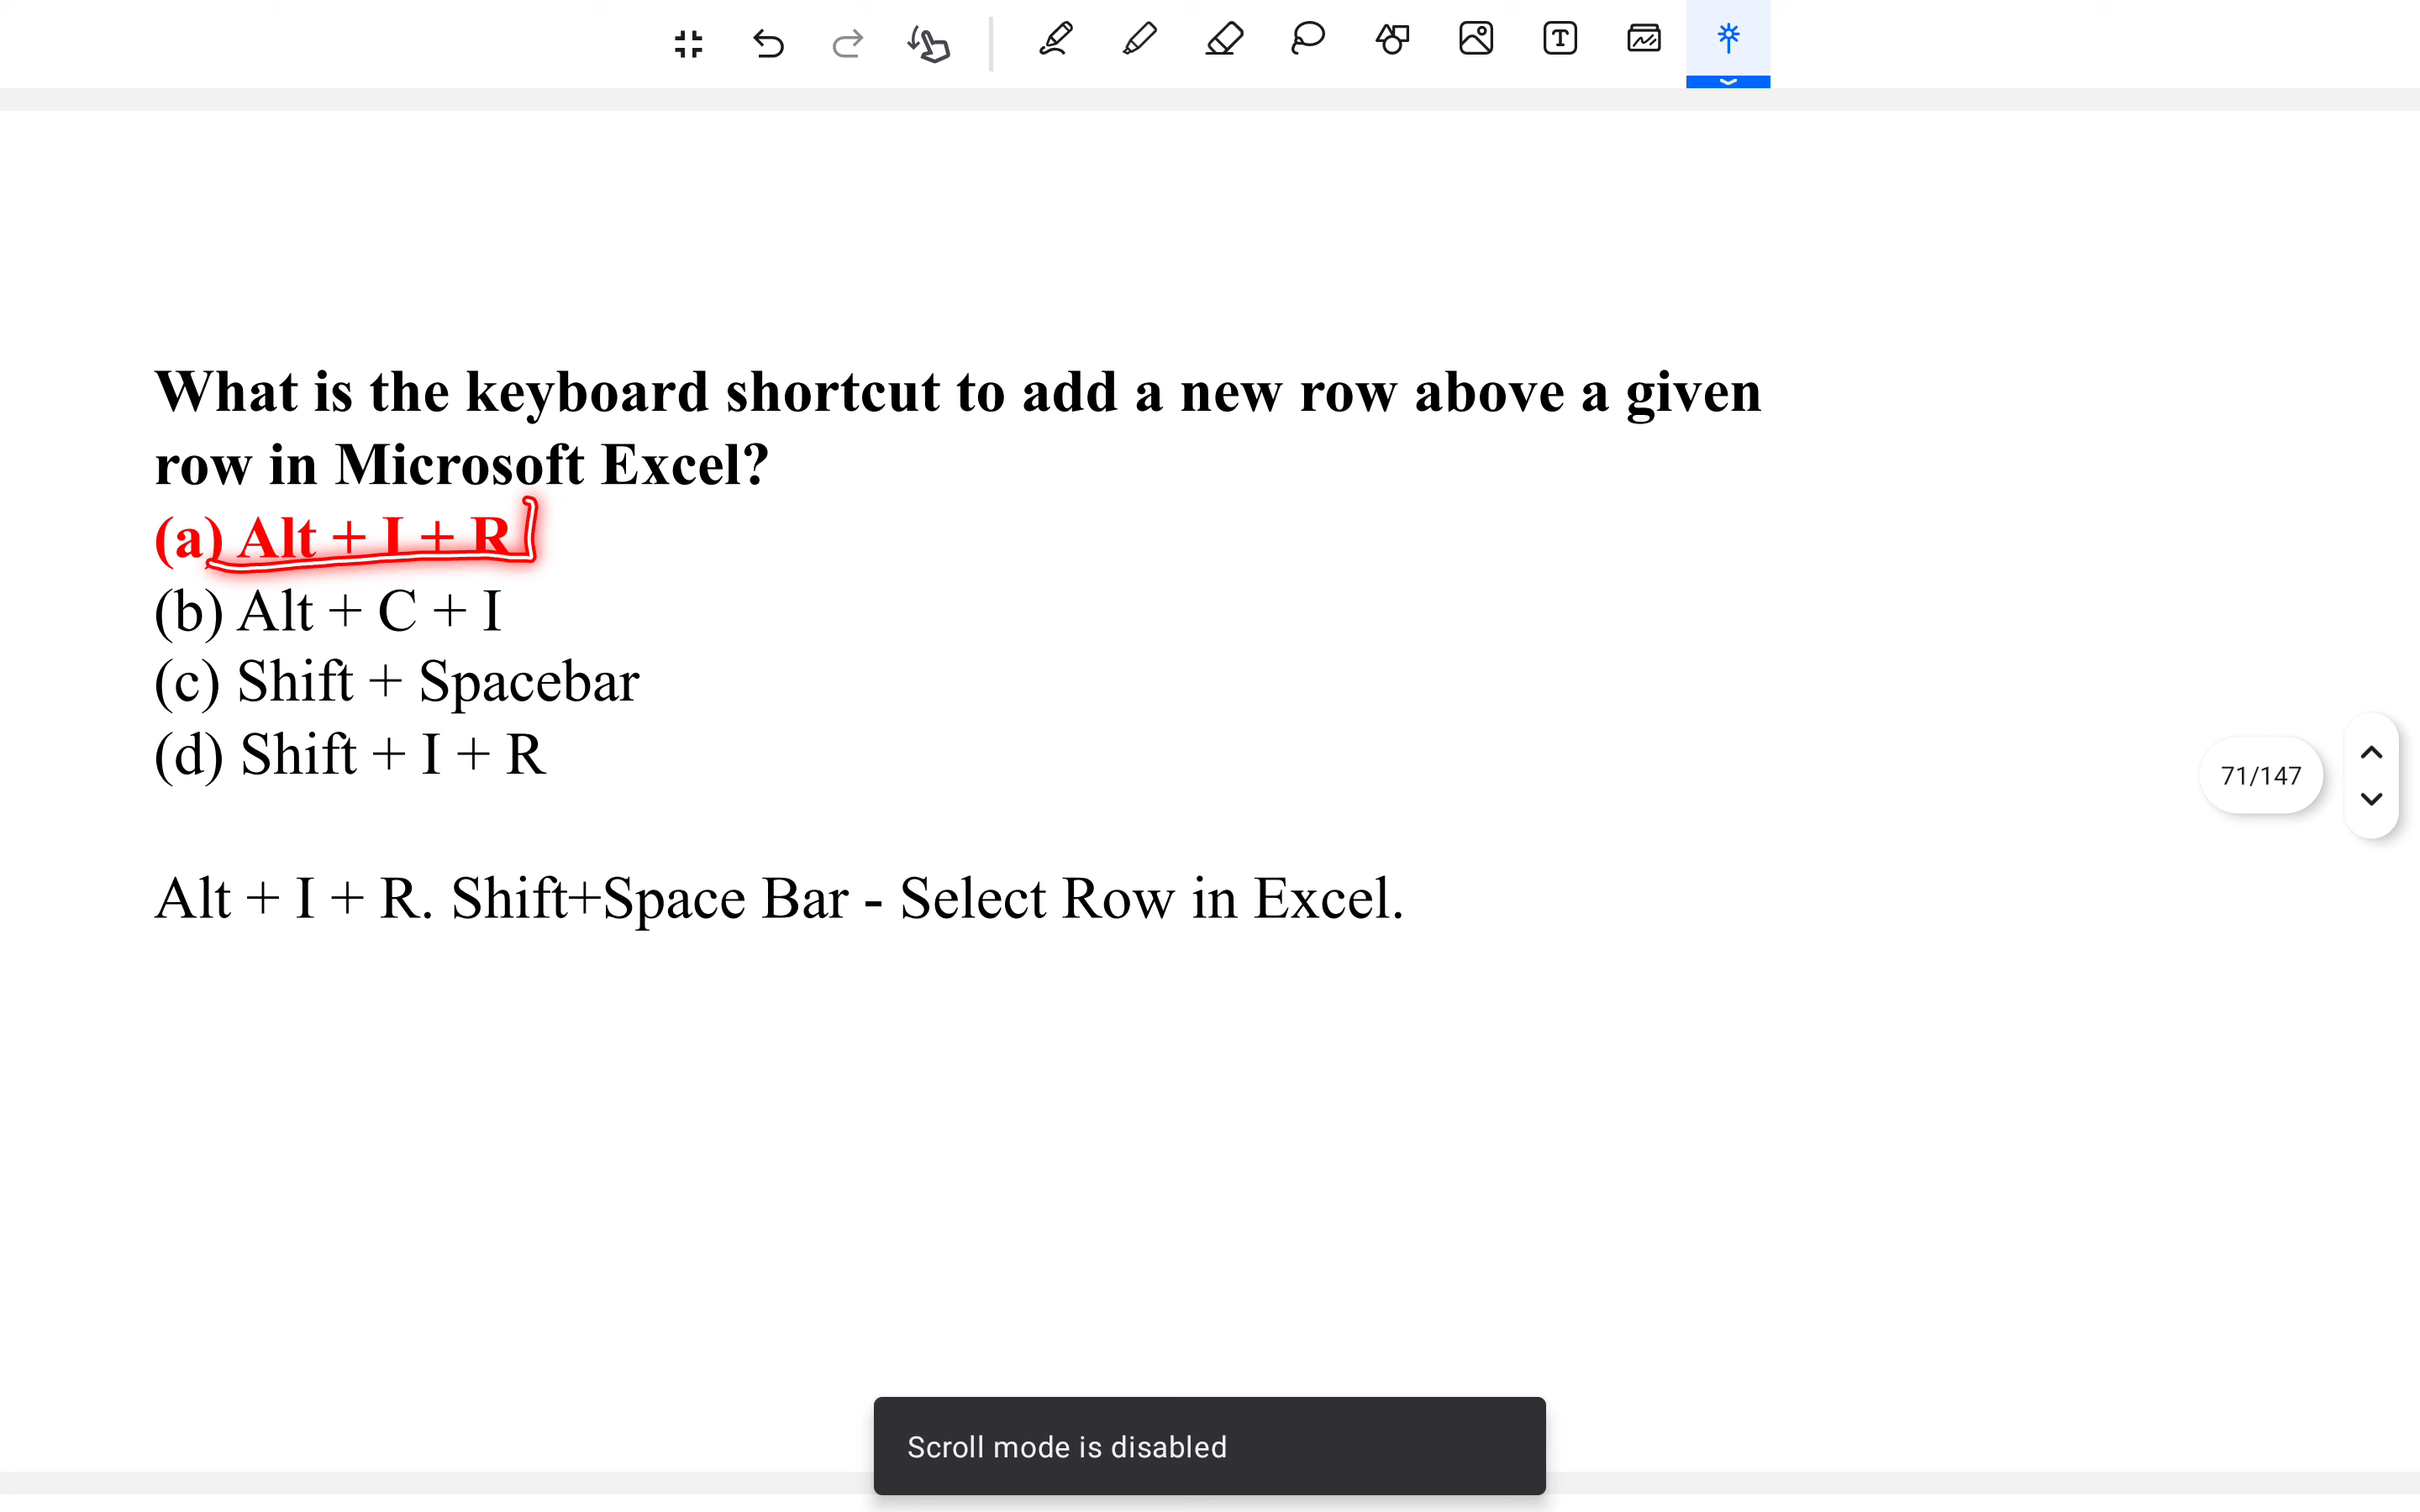 What is the keyboard shortcut to add a new row above a given
row in Microsoft Excel?
(a) Alt + I + R
(b) Alt + C + I
(c) Shift + Spacebar
(d) Shift + I + R
71/147
Alt + I + R. Shift+Space Bar - Select Row in Excel.
Scroll mode is disabled